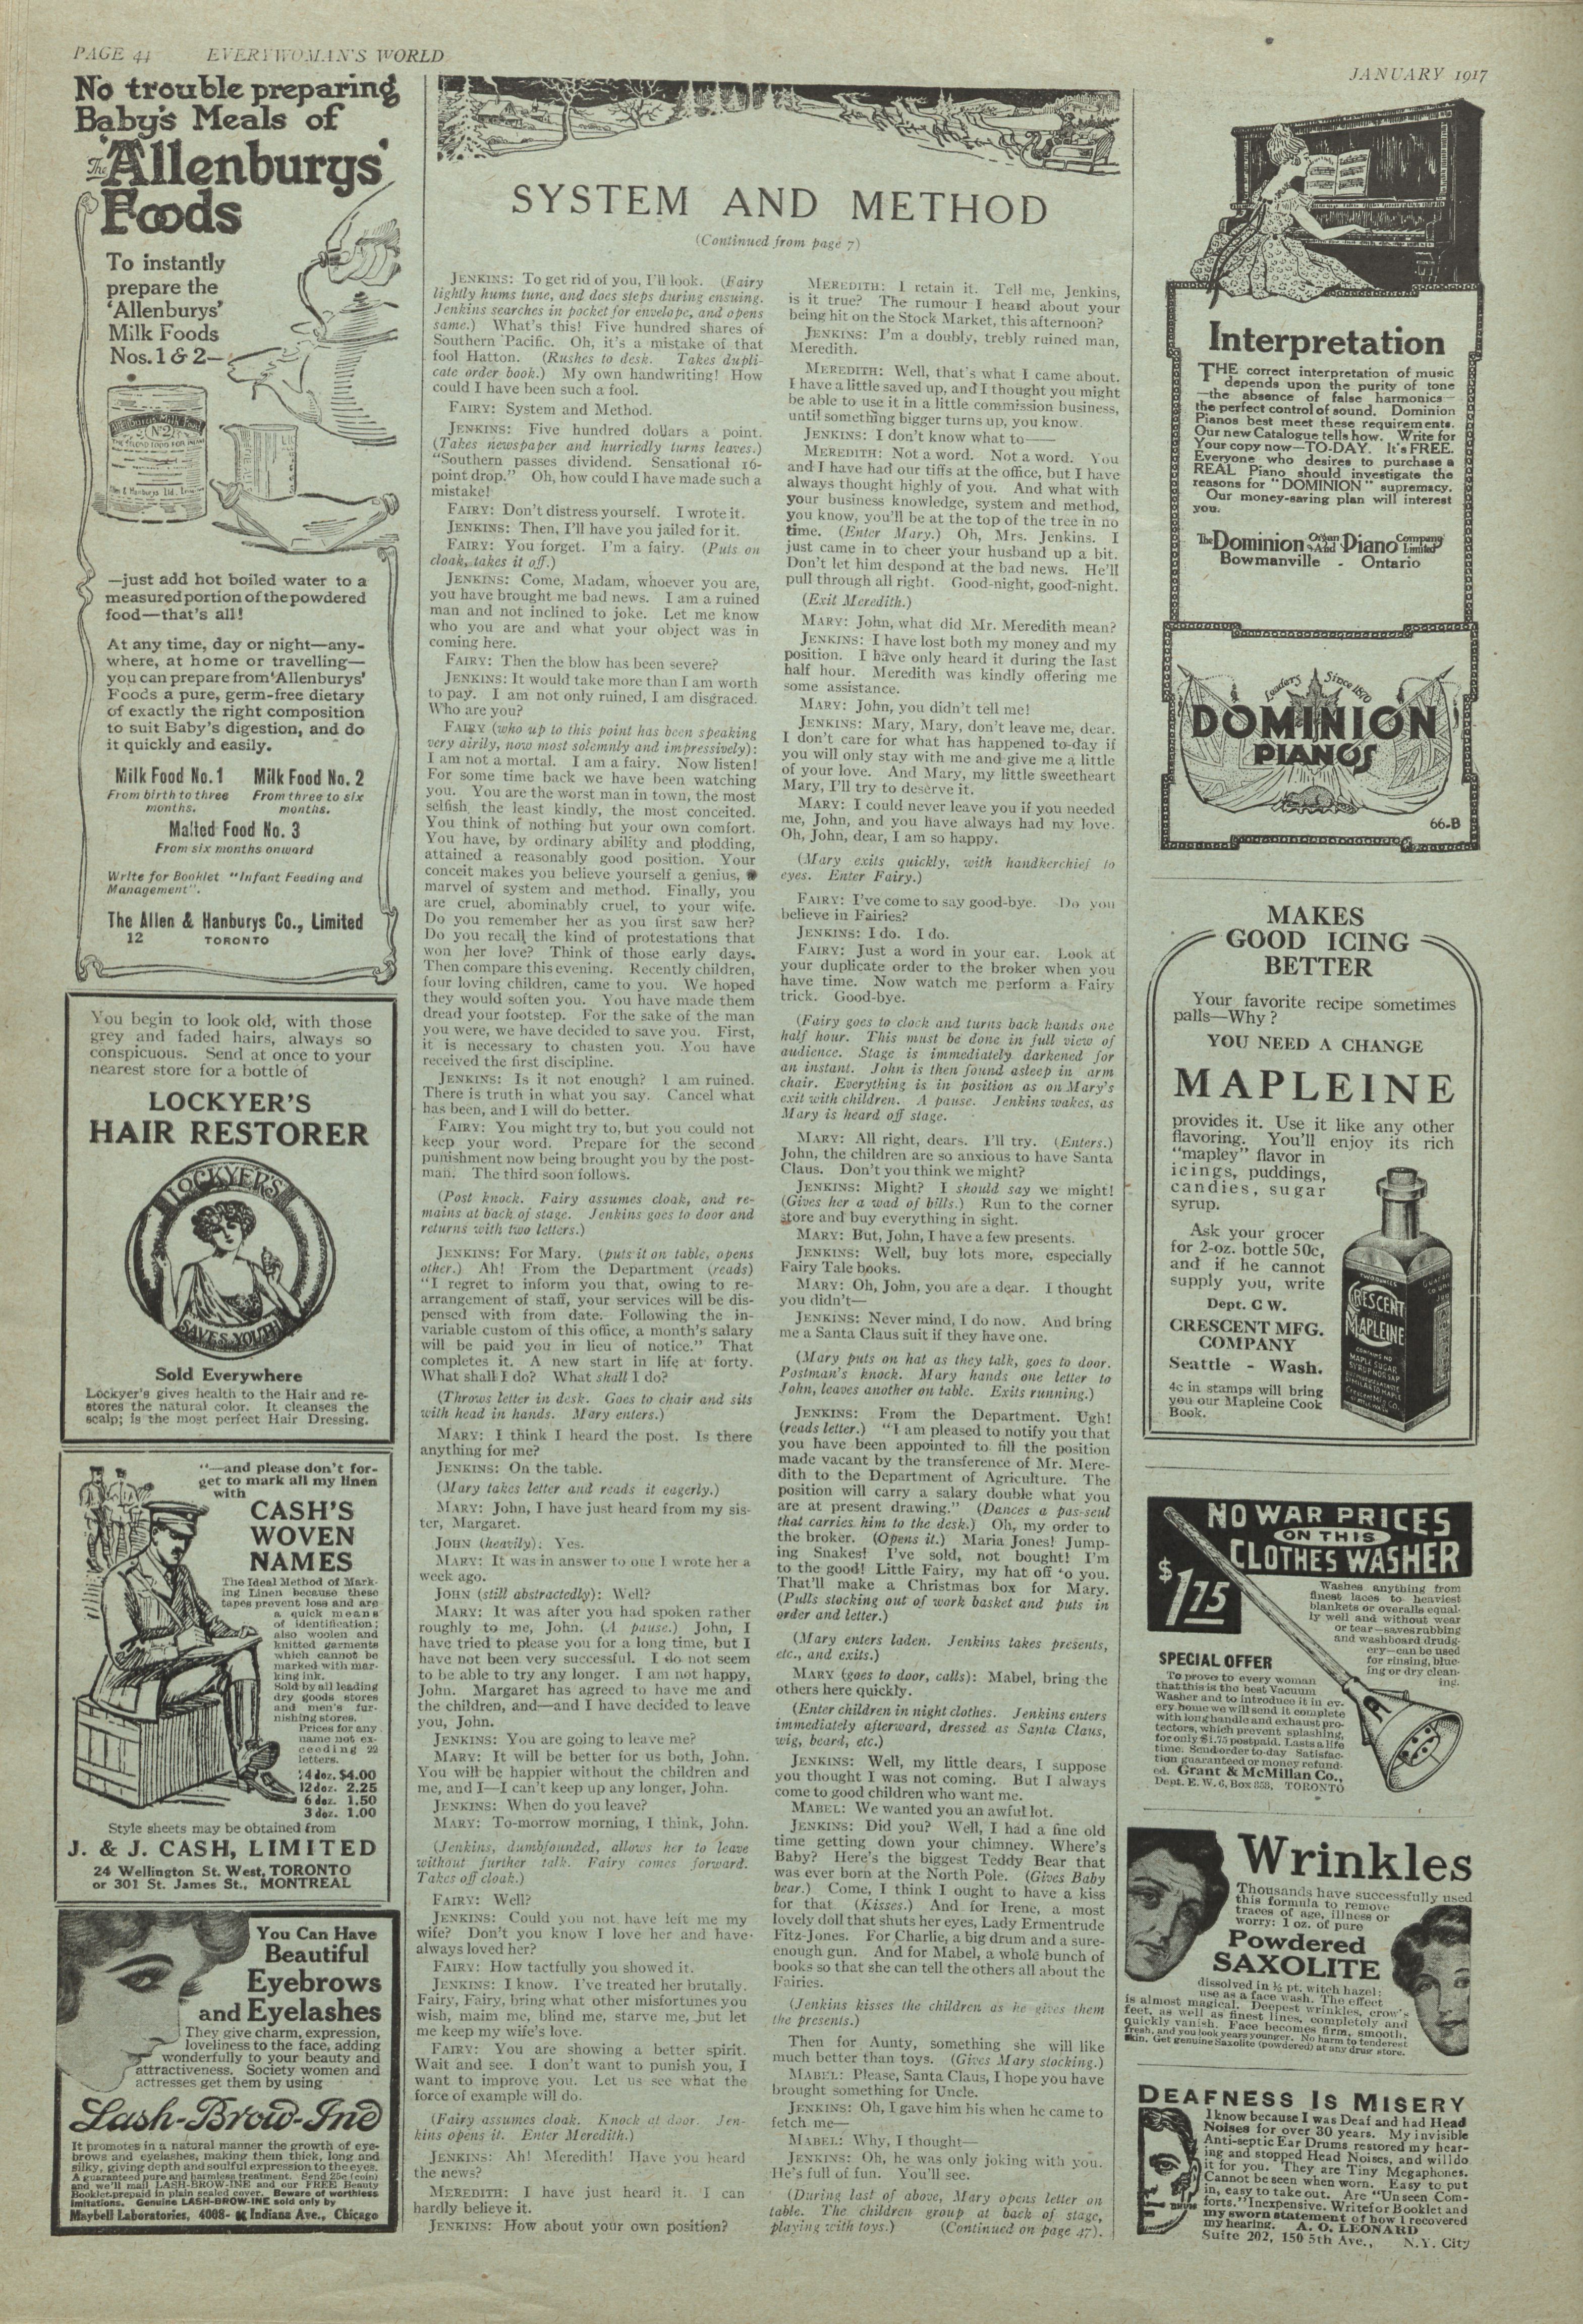 PAGE 44 EVERYWOMAN'S WORLD
JANUARY 1917
No trouble preparing
Baby's Meals of
The 'Allenburys'
Foods
To instantly
prepare the
'Allenburys'
Milk Foods
Nos. 1 & 2—
—just add hot boiled water to a
measured portion of the powdered
food—that's all!
At any time, day or night—any-
where, at home or travelling—
you can prepare from 'Allenburys'
Foods a pure, germ-free dietary
of exactly the right composition
to suit Baby's digestion, and do
it quickly and easily.
Milk Food No. 1 Milk Food No. 2
From birth to three From three to six
months. months.
Malted Food No. 3
From six months onward
Write for Booklet "Infant Feeding and
Management".
The Allen & Hanburys Co., Limited
12 TORONTO
You begin to look old, with those
grey and faded hairs, always so
conspicuous. Send at once to your
nearest store for a bottle of
LOCKYER'S
HAIR RESTORER
LOCKYER'S
SAVES YOUTH
Sold Everywhere
Lockyer's gives health to the Hair and re-
stores the natural color. It cleanses the
scalp; is the most perfect Hair Dressing.
"—and please don't for-
get to mark all my linen
with
CASH'S
WOVEN
NAMES
The Ideal Method of Mark-
ing Linen because these
tapes prevent loss and are
a quick means
of identification;
also woolen and
knitted garments
which cannot be
marked with mar-
king ink.
Sold by all leading
dry goods stores
and men's fur-
nishing stores.
Prices for any
name not ex-
ceeding 22
letters.
24 doz. $4.00
12 doz. 2.25
6 doz. 1.50
3 doz. 1.00
Style sheets may be obtained from
J. & J. CASH, LIMITED
24 Wellington St. West, TORONTO
or 301 St. James St., MONTREAL
You Can Have
Beautiful
Eyebrows
and Eyelashes
They give charm, expression,
loveliness to the face, adding
wonderfully to your beauty and
attractiveness. Society women and
actresses get them by using
Lash-Brow-Ine
It promotes in a natural manner the growth of eye-
brows and eyelashes, making them thick, long and
silky, giving depth and soulful expression to the eyes.
A guaranteed pure and harmless treatment. Send 25c (coin)
and we'll mail LASH-BROW-INE and our FREE Beauty
Booklet prepaid in plain sealed cover. Beware of worthless
imitations. Genuine LASH-BROW-INE sold only by
Maybell Laboratories, 4008- Indiana Ave., Chicago
SYSTEM AND METHOD
(Continued from page 7)
JENKINS: To get rid of you, I'll look. (Fairy
lightly hums tune, and does steps during ensuing.
Jenkins searches in pocket for envelope, and opens
same.) What's this! Five hundred shares of
Southern Pacific. Oh, it's a mistake of that
fool Hatton. (Rushes to desk. Takes dupli-
cate order book.) My own handwriting! How
could I have been such a fool.
FAIRY: System and Method.
JENKINS: Five hundred dollars a point.
(Takes newspaper and hurriedly turns leaves.)
"Southern passes dividend. Sensational 16-
point drop." Oh, how could I have made such a
mistake!
FAIRY: Don't distress yourself. I wrote it.
JENKINS: Then, I'll have you jailed for it.
FAIRY: You forget. I'm a fairy. (Puts on
cloak, takes it off.)
JENKINS: Come, Madam, whoever you are,
you have brought me bad news. I am a ruined
man and not inclined to joke. Let me know
who you are and what your object was in
coming here.
FAIRY: Then the blow has been severe?
JENKINS: It would take more than I am worth
to pay. I am not only ruined, I am disgraced.
Who are you?
FAIRY (who up to this point has been speaking
very airily, now most solemnly and impressively):
I am not a mortal. I am a fairy. Now listen!
For some time back we have been watching
you. You are the worst man in town, the most
selfish, the least kindly, the most conceited.
You think of nothing but your own comfort.
You have, by ordinary ability and plodding,
attained a reasonably good position. Your
conceit makes you believe yourself a genius, a
marvel of system and method. Finally, you
are cruel, abominably cruel, to your wife.
Do you remember her as you first saw her?
Do you recall the kind of protestations that
won her love? Think of those early days.
Then compare this evening. Recently children,
four loving children, came to you. We hoped
they would soften you. You have made them
dread your footstep. For the sake of the man
you were, we have decided to save you. First,
it is necessary to chasten you. You have
received the first discipline.
JENKINS: Is it not enough? I am ruined.
There is truth in what you say. Cancel what
has been, and I will do better.
FAIRY: You might try to, but you could not
keep your word. Prepare for the second
punishment now being brought you by the post-
man. The third soon follows.
(Post knock. Fairy assumes cloak, and re-
mains at back of stage. Jenkins goes to door and
returns with two letters.)
JENKINS: For Mary. (puts it on table, opens
other.) Ah! From the Department (reads)
"I regret to inform you that, owing to re-
arrangement of staff, your services will be dis-
pensed with from date. Following the in-
variable custom of this office, a month's salary
will be paid you in lieu of notice." That
completes it. A new start in life at forty.
What shall I do? What shall I do?
(Throws letter in desk. Goes to chair and sits
with head in hands. Mary enters.)
MARY: I think I heard the post. Is there
anything for me?
JENKINS: On the table.
(Mary takes letter and reads it eagerly.)
MARY: John, I have just heard from my sis-
ter, Margaret.
JOHN (heavily): Yes.
MARY: It was in answer to one I wrote her a
week ago.
JOHN (still abstractedly): Well?
MARY: It was after you had spoken rather
roughly to me, John. (A pause.) John, I
have tried to please you for a long time, but I
have not been very successful. I do not seem
to be able to try any longer. I am not happy,
John. Margaret has agreed to have me and
the children, and—and I have decided to leave
you, John.
JENKINS: You are going to leave me?
MARY: It will be better for us both, John.
You will be happier without the children and
me, and I—I can't keep up any longer, John.
JENKINS: When do you leave?
MARY: To-morrow morning, I think, John.
(Jenkins, dumbfounded, allows her to leave
without further talk. Fairy comes forward.
Takes off cloak.)
FAIRY: Well?
JENKINS: Could you not have left me my
wife? Don't you know I love her and have
always loved her?
FAIRY: How tactfully you showed it.
JENKINS: I know. I've treated her brutally.
Fairy, Fairy, bring what other misfortunes you
wish, maim me, blind me, starve me, but let
me keep my wife's love.
FAIRY: You are showing a better spirit.
Wait and see. I don't want to punish you, I
want to improve you. Let us see what the
force of example will do.
(Fairy assumes cloak. Knock at door. Jen-
kins opens it. Enter Meredith.)
JENKINS: Ah! Meredith! Have you heard
the news?
MEREDITH: I have just heard it. I can
hardly believe it.
JENKINS: How about your own position?
MEREDITH: I retain it. Tell me, Jenkins,
is it true? The rumour I heard about your
being hit on the Stock Market, this afternoon?
JENKINS: I'm a doubly, trebly ruined man,
Meredith.
MEREDITH: Well, that's what I came about.
I have a little saved up, and I thought you might
be able to use it in a little commission business,
until something bigger turns up, you know.
JENKINS: I don't know what to——
MEREDITH: Not a word. Not a word. You
and I have had our tiffs at the office, but I have
always thought highly of you. And what with
your business knowledge, system and method,
you know, you'll be at the top of the tree in no
time. (Enter Mary.) Oh, Mrs. Jenkins. I
just came in to cheer your husband up a bit.
Don't let him despond at the bad news. He'll
pull through all right. Good-night, good-night.
(Exit Meredith.)
MARY: John, what did Mr. Meredith mean?
JENKINS: I have lost both my money and my
position. I have only heard it during the last
half hour. Meredith was kindly offering me
some assistance.
MARY: John, you didn't tell me!
JENKINS: Mary, Mary, don't leave me, dear.
I don't care for what has happened to-day if
you will only stay with me and give me a little
of your love. And Mary, my little sweetheart
Mary, I'll try to deserve it.
MARY: I could never leave you if you needed
me, John, and you have always had my love.
Oh, John, dear, I am so happy.
(Mary exits quickly, with handkerchief to
eyes. Enter Fairy.)
FAIRY: I've come to say good-bye. Do you
believe in Fairies?
JENKINS: I do. I do.
FAIRY: Just a word in your ear. Look at
your duplicate order to the broker when you
have time. Now watch me perform a Fairy
trick. Good-bye.
(Fairy goes to clock and turns back hands one
half hour. This must be done in full view of
audience. Stage is immediately darkened for
an instant. John is then found asleep in arm
chair. Everything is in position as on Mary's
exit with children. A pause. Jenkins wakes, as
Mary is heard off stage.
MARY: All right, dears. I'll try. (Enters.)
John, the children are so anxious to have Santa
Claus. Don't you think we might?
JENKINS: Might? I should say we might!
(Gives her a wad of bills.) Run to the corner
store and buy everything in sight.
MARY: But, John, I have a few presents.
JENKINS: Well, buy lots more, especially
Fairy Tale books.
MARY: Oh, John, you are a dear. I thought
you didn't—
JENKINS: Never mind, I do now. And bring
me a Santa Claus suit if they have one.
(Mary puts on hat as they talk, goes to door.
Postman's knock. Mary hands one letter to
John, leaves another on table. Exits running.)
JENKINS: From the Department. Ugh!
(reads letter.) "I am pleased to notify you that
you have been appointed to fill the position
made vacant by the transference of Mr. Mere-
dith to the Department of Agriculture. The
position will carry a salary double what you
are at present drawing." (Dances a pas-seul
that carries him to the desk.) Oh, my order to
the broker. (Opens it.) Maria Jones! Jump-
ing Snakes! I've sold, not bought! I'm
to the good! Little Fairy, my hat off 'o you.
That'll make a Christmas box for Mary.
(Pulls stocking out of work basket and puts in
order and letter.)
(Mary enters laden. Jenkins takes presents,
etc., and exits.)
MARY (goes to door, calls): Mabel, bring the
others here quickly.
(Enter children in night clothes. Jenkins enters
immediately afterward, dressed as Santa Claus,
wig, beard, etc.)
JENKINS: Well, my little dears, I suppose
you thought I was not coming. But I always
come to good children who want me.
MABEL: We wanted you an awful lot.
JENKINS: Did you? Well, I had a fine old
time getting down your chimney. Where's
Baby? Here's the biggest Teddy Bear that
was ever born at the North Pole. (Gives Baby
bear.) Come, I think I ought to have a kiss
for that (Kisses.) And for Irene, a most
lovely doll that shuts her eyes, Lady Ermentrude
Fitz-Jones. For Charlie, a big drum and a sure-
enough gun. And for Mabel, a whole bunch of
books so that she can tell the others all about the
Fairies.
(Jenkins kisses the children as he gives them
the presents.)
Then for Aunty, something she will like
much better than toys. (Gives Mary stocking.)
MABEL: Please, Santa Claus, I hope you have
brought something for Uncle.
JENKINS: Oh, I gave him his when he came to
fetch me—
MABEL: Why, I thought—
JENKINS: Oh, he was only joking with you.
He's full of fun. You'll see.
(During last of above, Mary opens letter on
table. The children group at back of stage,
playing with toys.) (Continued on page 47).
Interpretation
THE correct interpretation of music
depends upon the purity of tone
—the absence of false harmonics—
the perfect control of sound. Dominion
Pianos best meet these requirements.
Our new Catalogue tells how. Write for
Your copy now—TO-DAY. It's FREE.
Everyone who desires to purchase a
REAL Piano should investigate the
reasons for "DOMINION" supremacy.
Our money-saving plan will interest
you.
The Dominion Organ And Piano Company Limited
Bowmanville - Ontario
Leaders Since 1870
DOMINION
PIANOS
66-B
MAKES
GOOD ICING
BETTER
Your favorite recipe sometimes
palls—Why?
YOU NEED A CHANGE
MAPLEINE
provides it. Use it like any other
flavoring. You'll enjoy its rich
"mapley" flavor in
icings, puddings,
candies, sugar
syrup.
Ask your grocer
for 2-oz. bottle 50c,
and if he cannot
supply you, write
Dept. C W.
CRESCENT MFG.
COMPANY
Seattle - Wash.
4c in stamps will bring
you our Mapleine Cook
Book.
CRESCENT
MAPLEINE
NO WAR PRICES
ON THIS
CLOTHES WASHER
$1.75
Washes anything from
finest laces to heaviest
blankets or overalls equal-
ly well and without wear
or tear—saves rubbing
and washboard drudg-
ery—can be used
for rinsing, blue-
ing or dry clean-
ing.
SPECIAL OFFER
To prove to every woman
that this is the best Vacuum
Washer and to introduce it in ev-
ery home we will send it complete
with long handle and exhaust pro-
tectors, which prevent splashing,
for only $1.75 postpaid. Lasts a life
time. Send order to-day Satisfac-
tion guaranteed or money refund-
ed. Grant & McMillan Co.,
Dept. E. W. 6, Box 353, TORONTO
Wrinkles
Thousands have successfully used
this formula to remove
traces of age, illness or
worry: 1 oz. of pure
Powdered
SAXOLITE
dissolved in ½ pt. witch hazel;
use as a face wash. The effect
is almost magical. Deepest wrinkles, crow's
feet, as well as finest lines, completely and
quickly vanish. Face becomes firm, smooth,
fresh, and you look years younger. No harm to tenderest
skin. Get genuine Saxolite (powdered) at any drug store.
DEAFNESS IS MISERY
I know because I was Deaf and had Head
Noises for over 30 years. My invisible
Anti-septic Ear Drums restored my hear-
ing and stopped Head Noises, and will do
it for you. They are Tiny Megaphones.
Cannot be seen when worn. Easy to put
in, easy to take out. Are "Unseen Com-
forts." Inexpensive. Write for Booklet and
my sworn statement of how I recovered
my hearing. A. O. LEONARD
Suite 202, 150 5th Ave., N.Y. City